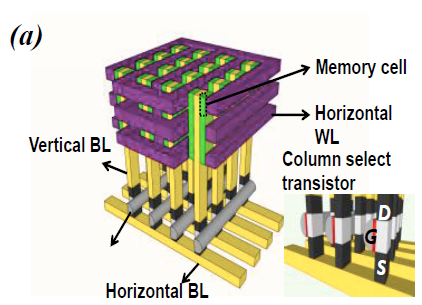 (a)
Memory cell
Horizontal
WL
Vertical BL
Column select
transistor
D
G
S
Horizontal BL